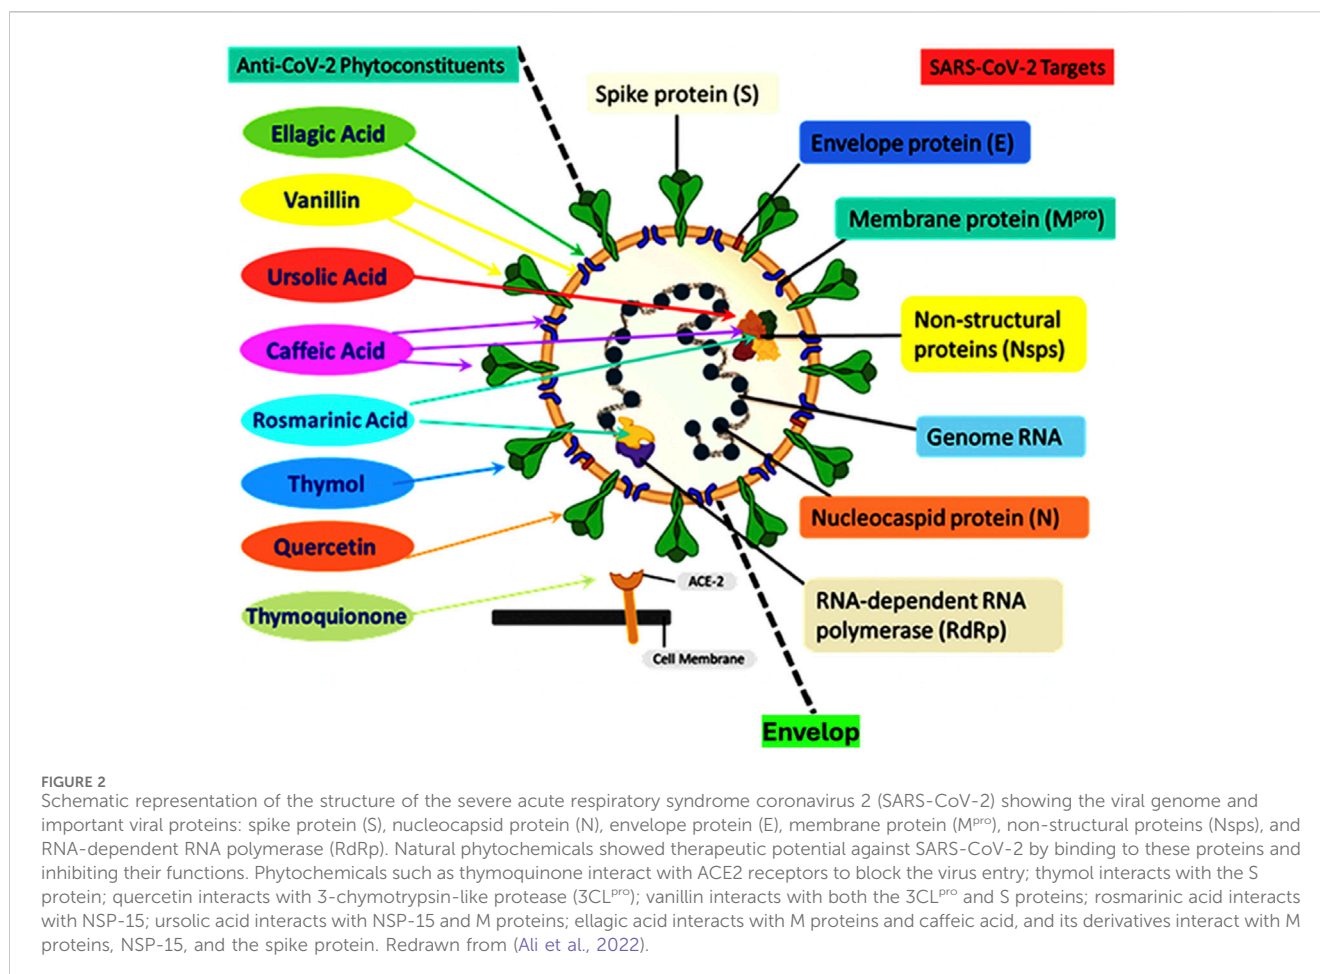 Anti-CoV-2 Phytoconstituents
SARS-CoV-2 Targets
Spike protein (S)
Ellagic Acid
Envelope protein (E)
Vanillin
Membrane protein (Mᵖʳᵒ)
Ursolic Acid
Non-structural
proteins (Nsps)
Caffeic Acid
Rosmarinic Acid
Genome RNA
Thymol
Nucleocaspid protein (N)
Quercetin
ACE-2
RNA-dependent RNA
polymerase (RdRp)
Thymoquionone
Cell Membrane
Envelop
FIGURE 2
Schematic representation of the structure of the severe acute respiratory syndrome coronavirus 2 (SARS-CoV-2) showing the viral genome and
important viral proteins: spike protein (S), nucleocapsid protein (N), envelope protein (E), membrane protein (Mᵖʳᵒ), non-structural proteins (Nsps), and
RNA-dependent RNA polymerase (RdRp). Natural phytochemicals showed therapeutic potential against SARS-CoV-2 by binding to these proteins and
inhibiting their functions. Phytochemicals such as thymoquinone interact with ACE2 receptors to block the virus entry; thymol interacts with the S
protein; quercetin interacts with 3-chymotrypsin-like protease (3CLᵖʳᵒ); vanillin interacts with both the 3CLᵖʳᵒ and S proteins; rosmarinic acid interacts
with NSP-15; ursolic acid interacts with NSP-15 and M proteins; ellagic acid interacts with M proteins and caffeic acid, and its derivatives interact with M
proteins, NSP-15, and the spike protein. Redrawn from (Ali et al., 2022).